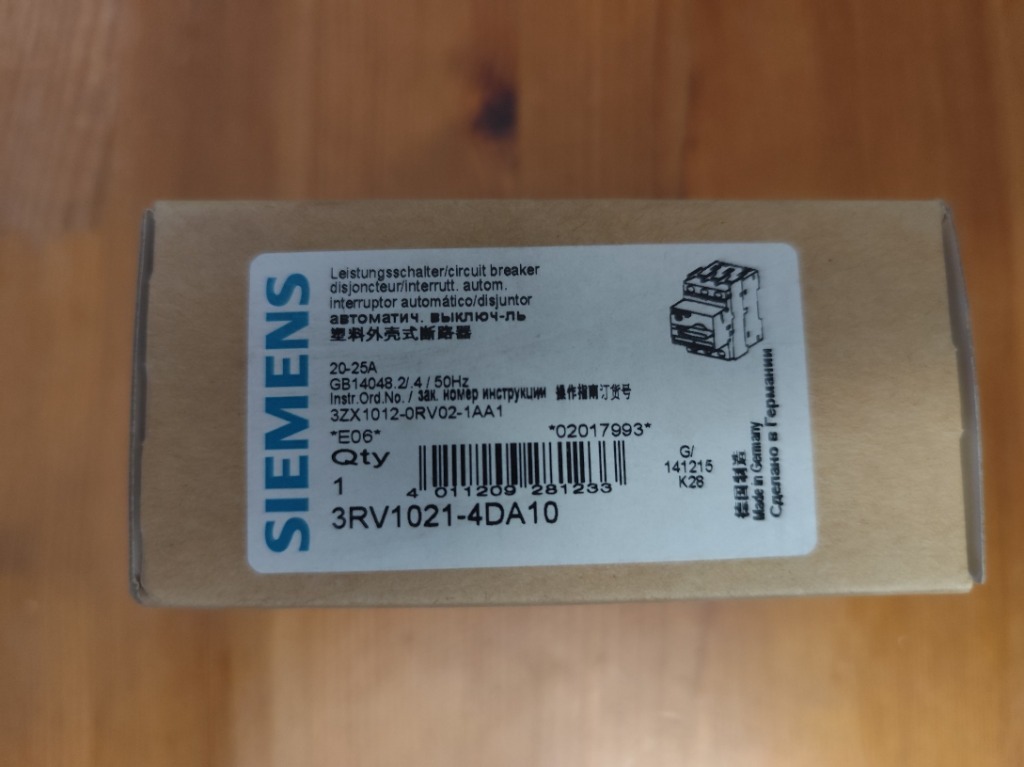 SIEMENS
Leistungsschalter/circuit breaker
disjoncteur/interrutt. autom.
interruptor automático/disjuntor
автоматич. выключ-ль
塑料外壳式断路器
20-25A
GB14048.2/.4 / 50Hz
Instr.Ord.No. / зак. номер инструкции 操作指南订货号
3ZX1012-0RV02-1AA1
*E06* *02017993*
Qty
1
4 011209 281233
3RV1021-4DA10
G/
141215
K28
德国制造
Made in Germany
Сделано в Германии